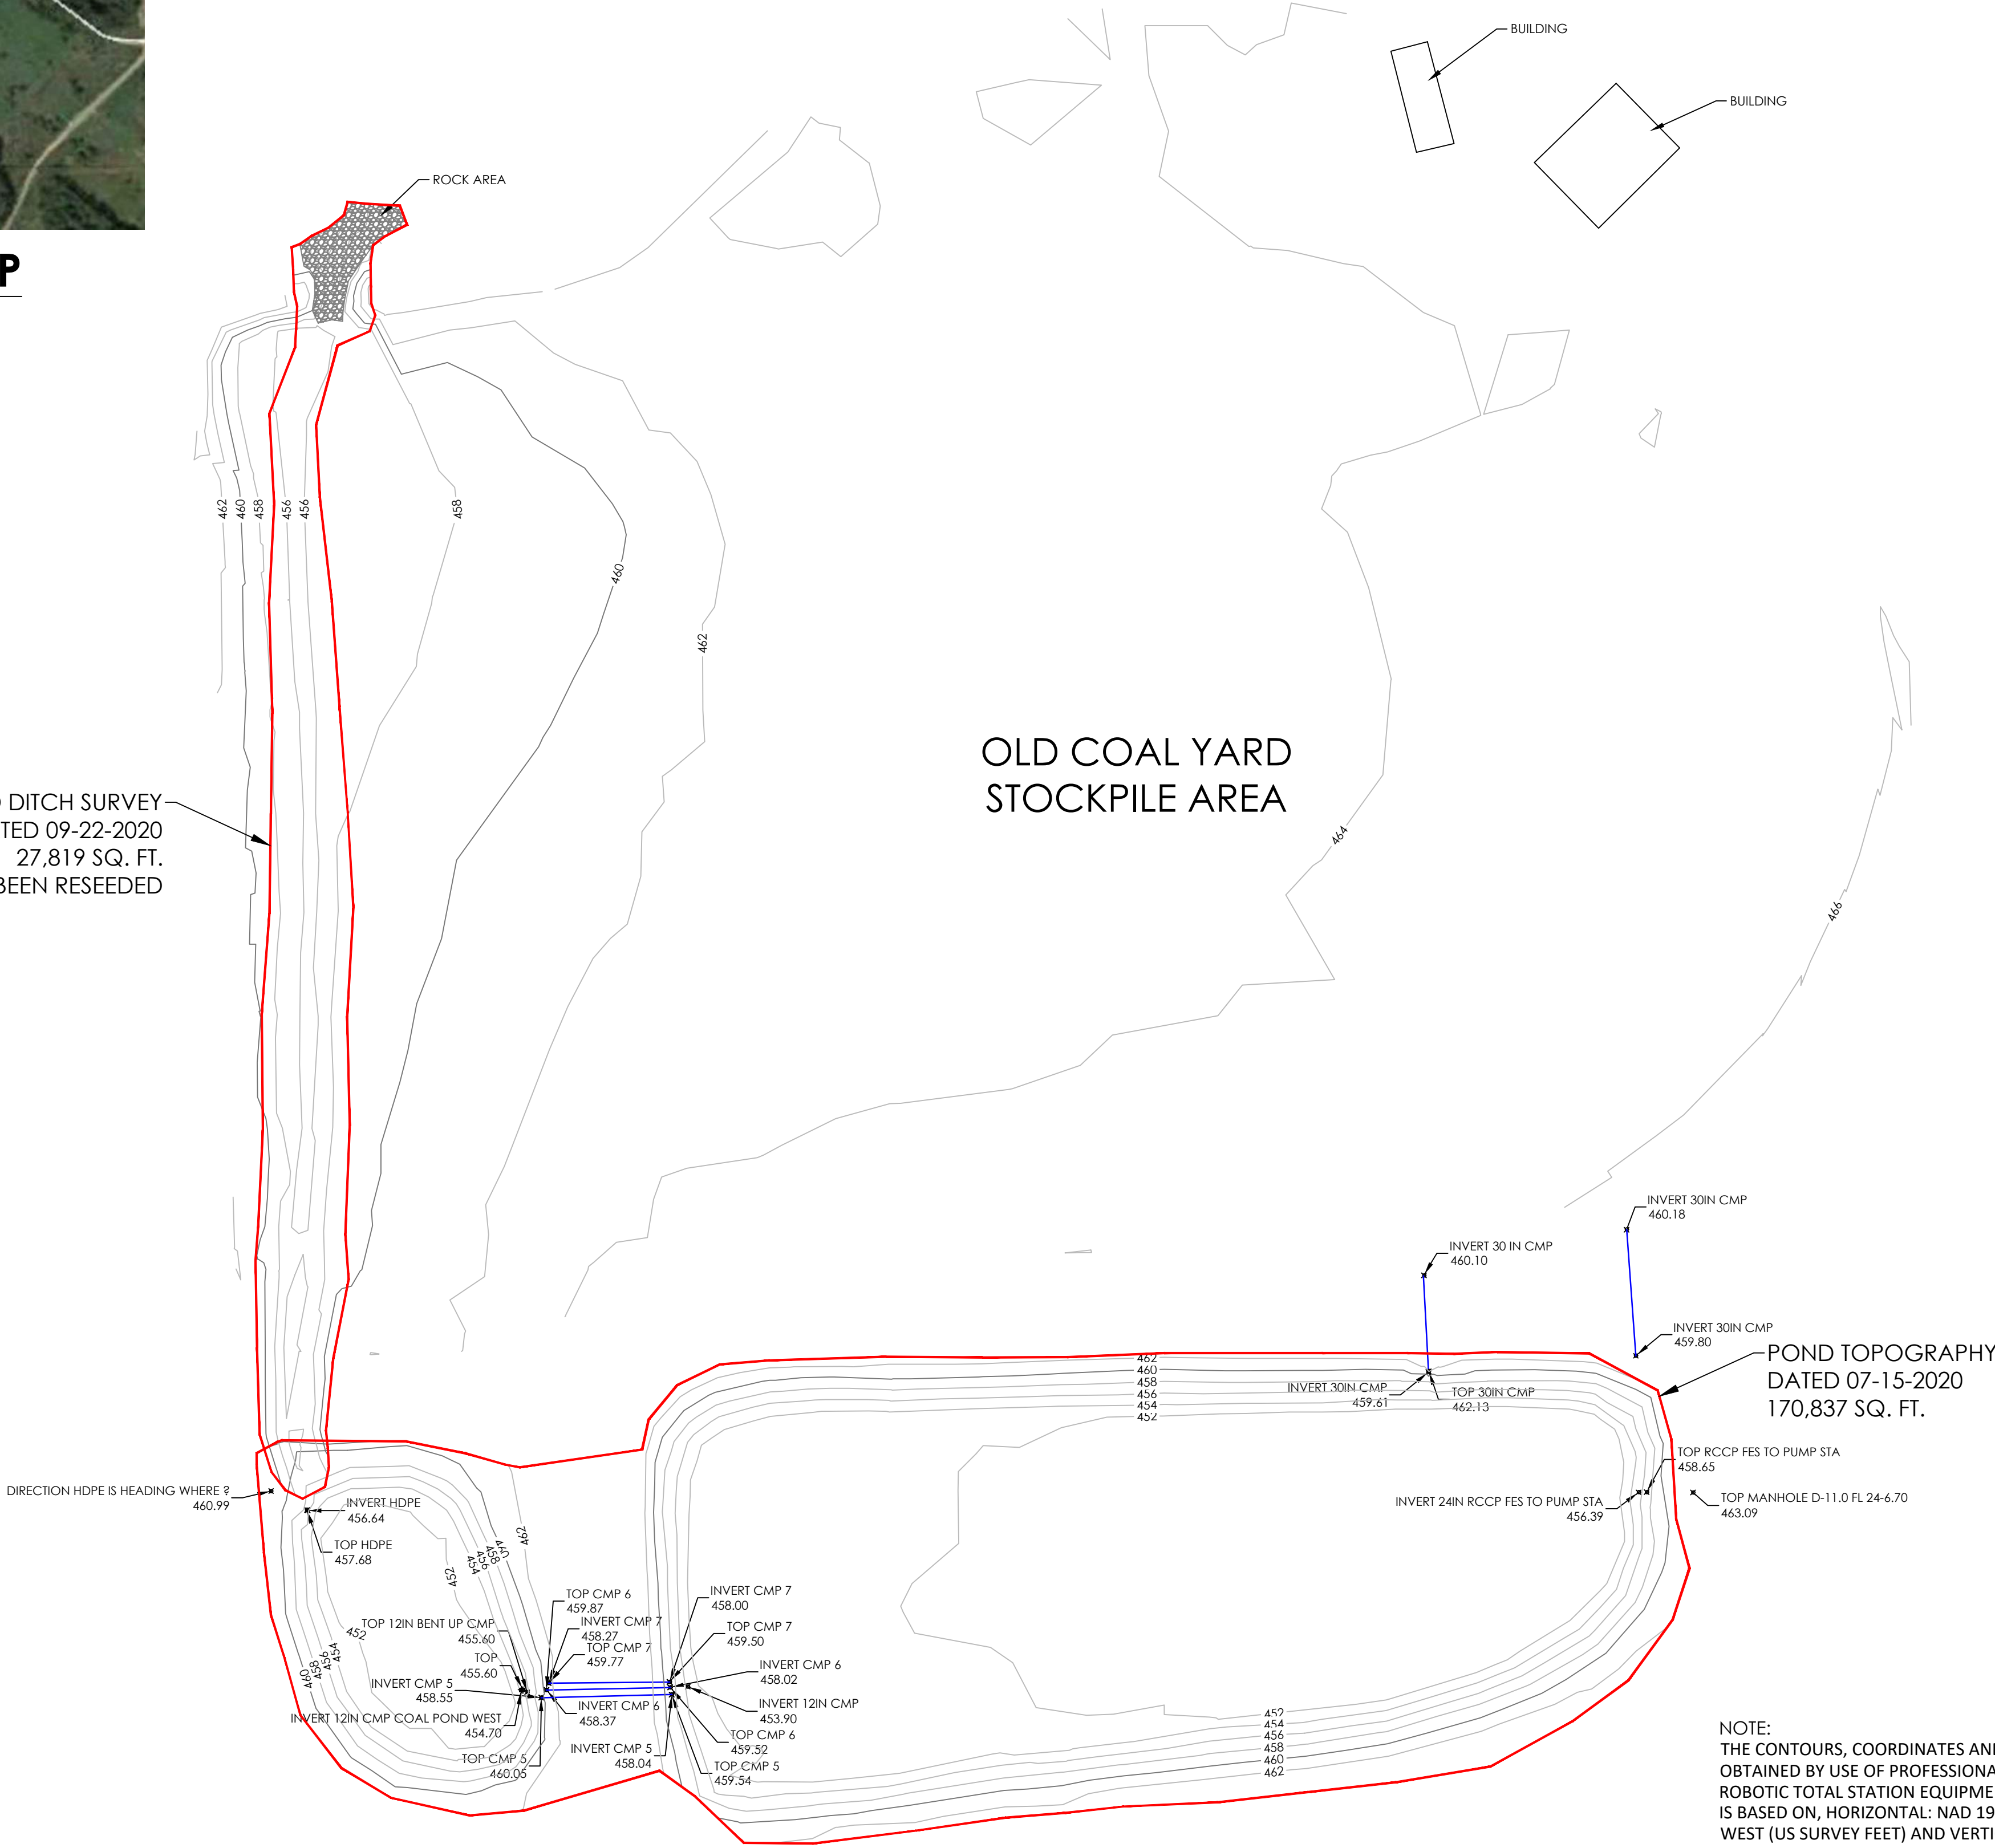 P
ROCK AREA
BUILDING
BUILDING
462
460
458
456
456
458
460
462
OLD COAL YARD
STOCKPILE AREA
464
466
DITCH SURVEY
TED 09-22-2020
27,819 SQ. FT.
BEEN RESEEDED
INVERT 30IN CMP
460.18
INVERT 30 IN CMP
460.10
INVERT 30IN CMP
459.80
POND TOPOGRAPHY
DATED 07-15-2020
170,837 SQ. FT.
462
460
458
456
454
452
INVERT 30IN CMP
459.61
TOP 30IN CMP
462.13
TOP RCCP FES TO PUMP STA
458.65
INVERT 24IN RCCP FES TO PUMP STA
456.39
TOP MANHOLE D-11.0 FL 24-6.70
463.09
DIRECTION HDPE IS HEADING WHERE ?
460.99
INVERT HDPE
456.64
TOP HDPE
457.68
462
460
458
456
454
452
452
454
456
458
460
TOP CMP 6
459.87
INVERT CMP 7
458.27
TOP CMP 7
459.77
TOP 12IN BENT UP CMP
455.60
TOP
455.60
INVERT CMP 5
458.55
INVERT 12IN CMP COAL POND WEST
454.70
TOP CMP 5
460.05
INVERT CMP 6
458.37
INVERT CMP 5
458.04
INVERT CMP 7
458.00
TOP CMP 7
459.50
INVERT CMP 6
458.02
INVERT 12IN CMP
453.90
TOP CMP 6
459.52
TOP CMP 5
459.54
452
454
456
458
460
462
NOTE:
THE CONTOURS, COORDINATES AN
OBTAINED BY USE OF PROFESSIONA
ROBOTIC TOTAL STATION EQUIPME
IS BASED ON, HORIZONTAL: NAD 19
WEST (US SURVEY FEET) AND VERTI